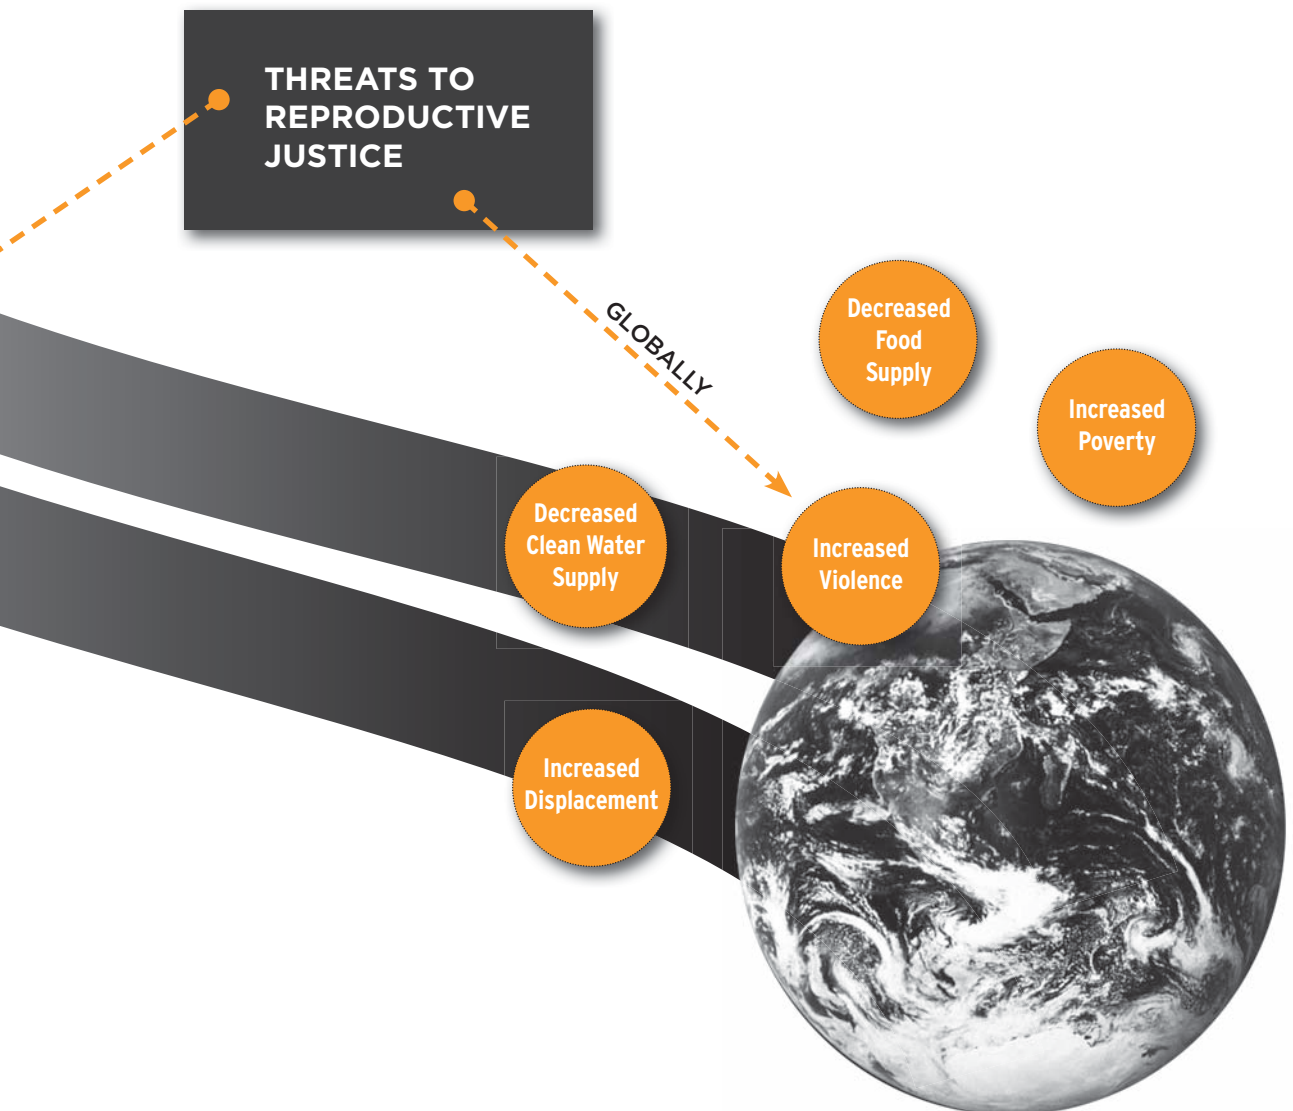 THREATS TO
REPRODUCTIVE
JUSTICE
GLOBALLY
Decreased
Food
Supply
Increased
Poverty
Decreased
Clean Water
Supply
Increased
Violence
Increased
Displacement